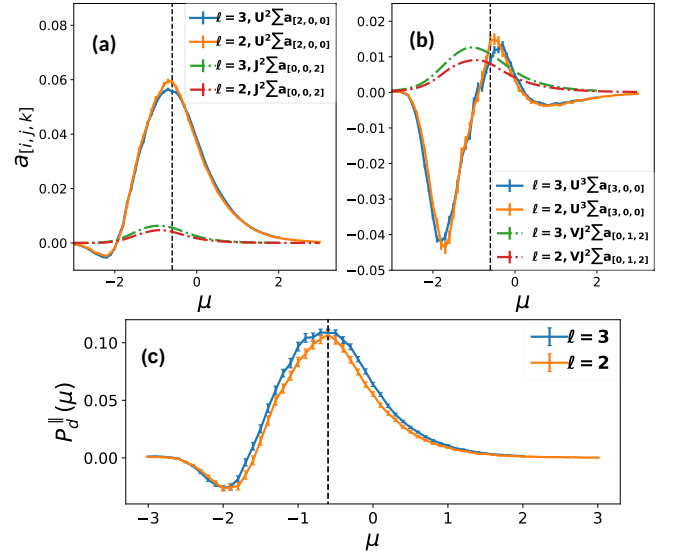 (a)
ℓ = 3, U²∑a[2,0,0]
ℓ = 2, U²∑a[2,0,0]
ℓ = 3, J²∑a[0,0,2]
ℓ = 2, J²∑a[0,0,2]
a[i, j, k]
0.08
0.06
0.04
0.02
0.00
−2
0
2
μ
(b)
0.02
0.01
0.00
−0.01
−0.02
−0.03
−0.04
−0.05
ℓ = 3, U³∑a[3,0,0]
ℓ = 2, U³∑a[3,0,0]
ℓ = 3, VJ²∑a[0,1,2]
ℓ = 2, VJ²∑a[0,1,2]
−2
0
2
μ
(c)
ℓ = 3
ℓ = 2
P_d^∥(μ)
0.10
0.05
0.00
−3
−2
−1
0
1
2
3
μ